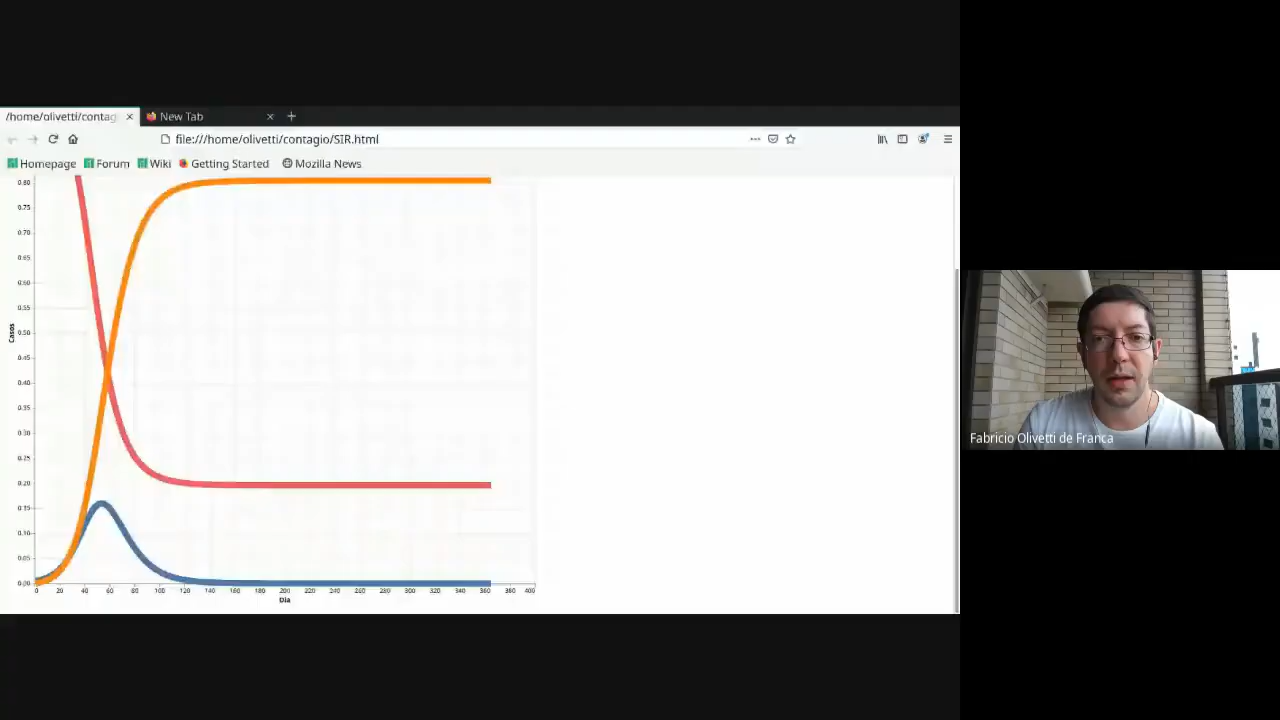 /home/olivetti/contag
New Tab
file:///home/olivetti/contagio/SIR.html
Homepage Forum Wiki Getting Started Mozilla News
0.80
0.75
0.70
0.65
0.60
0.55
0.50
0.45
0.40
0.35
0.30
0.25
0.20
0.15
0.10
0.05
0.00
Casos
0 20 40 60 80 100 120 140 160 180 200 220 240 260 280 300 320 340 360 380 400
Dia
Fabricio Olivetti de Franca